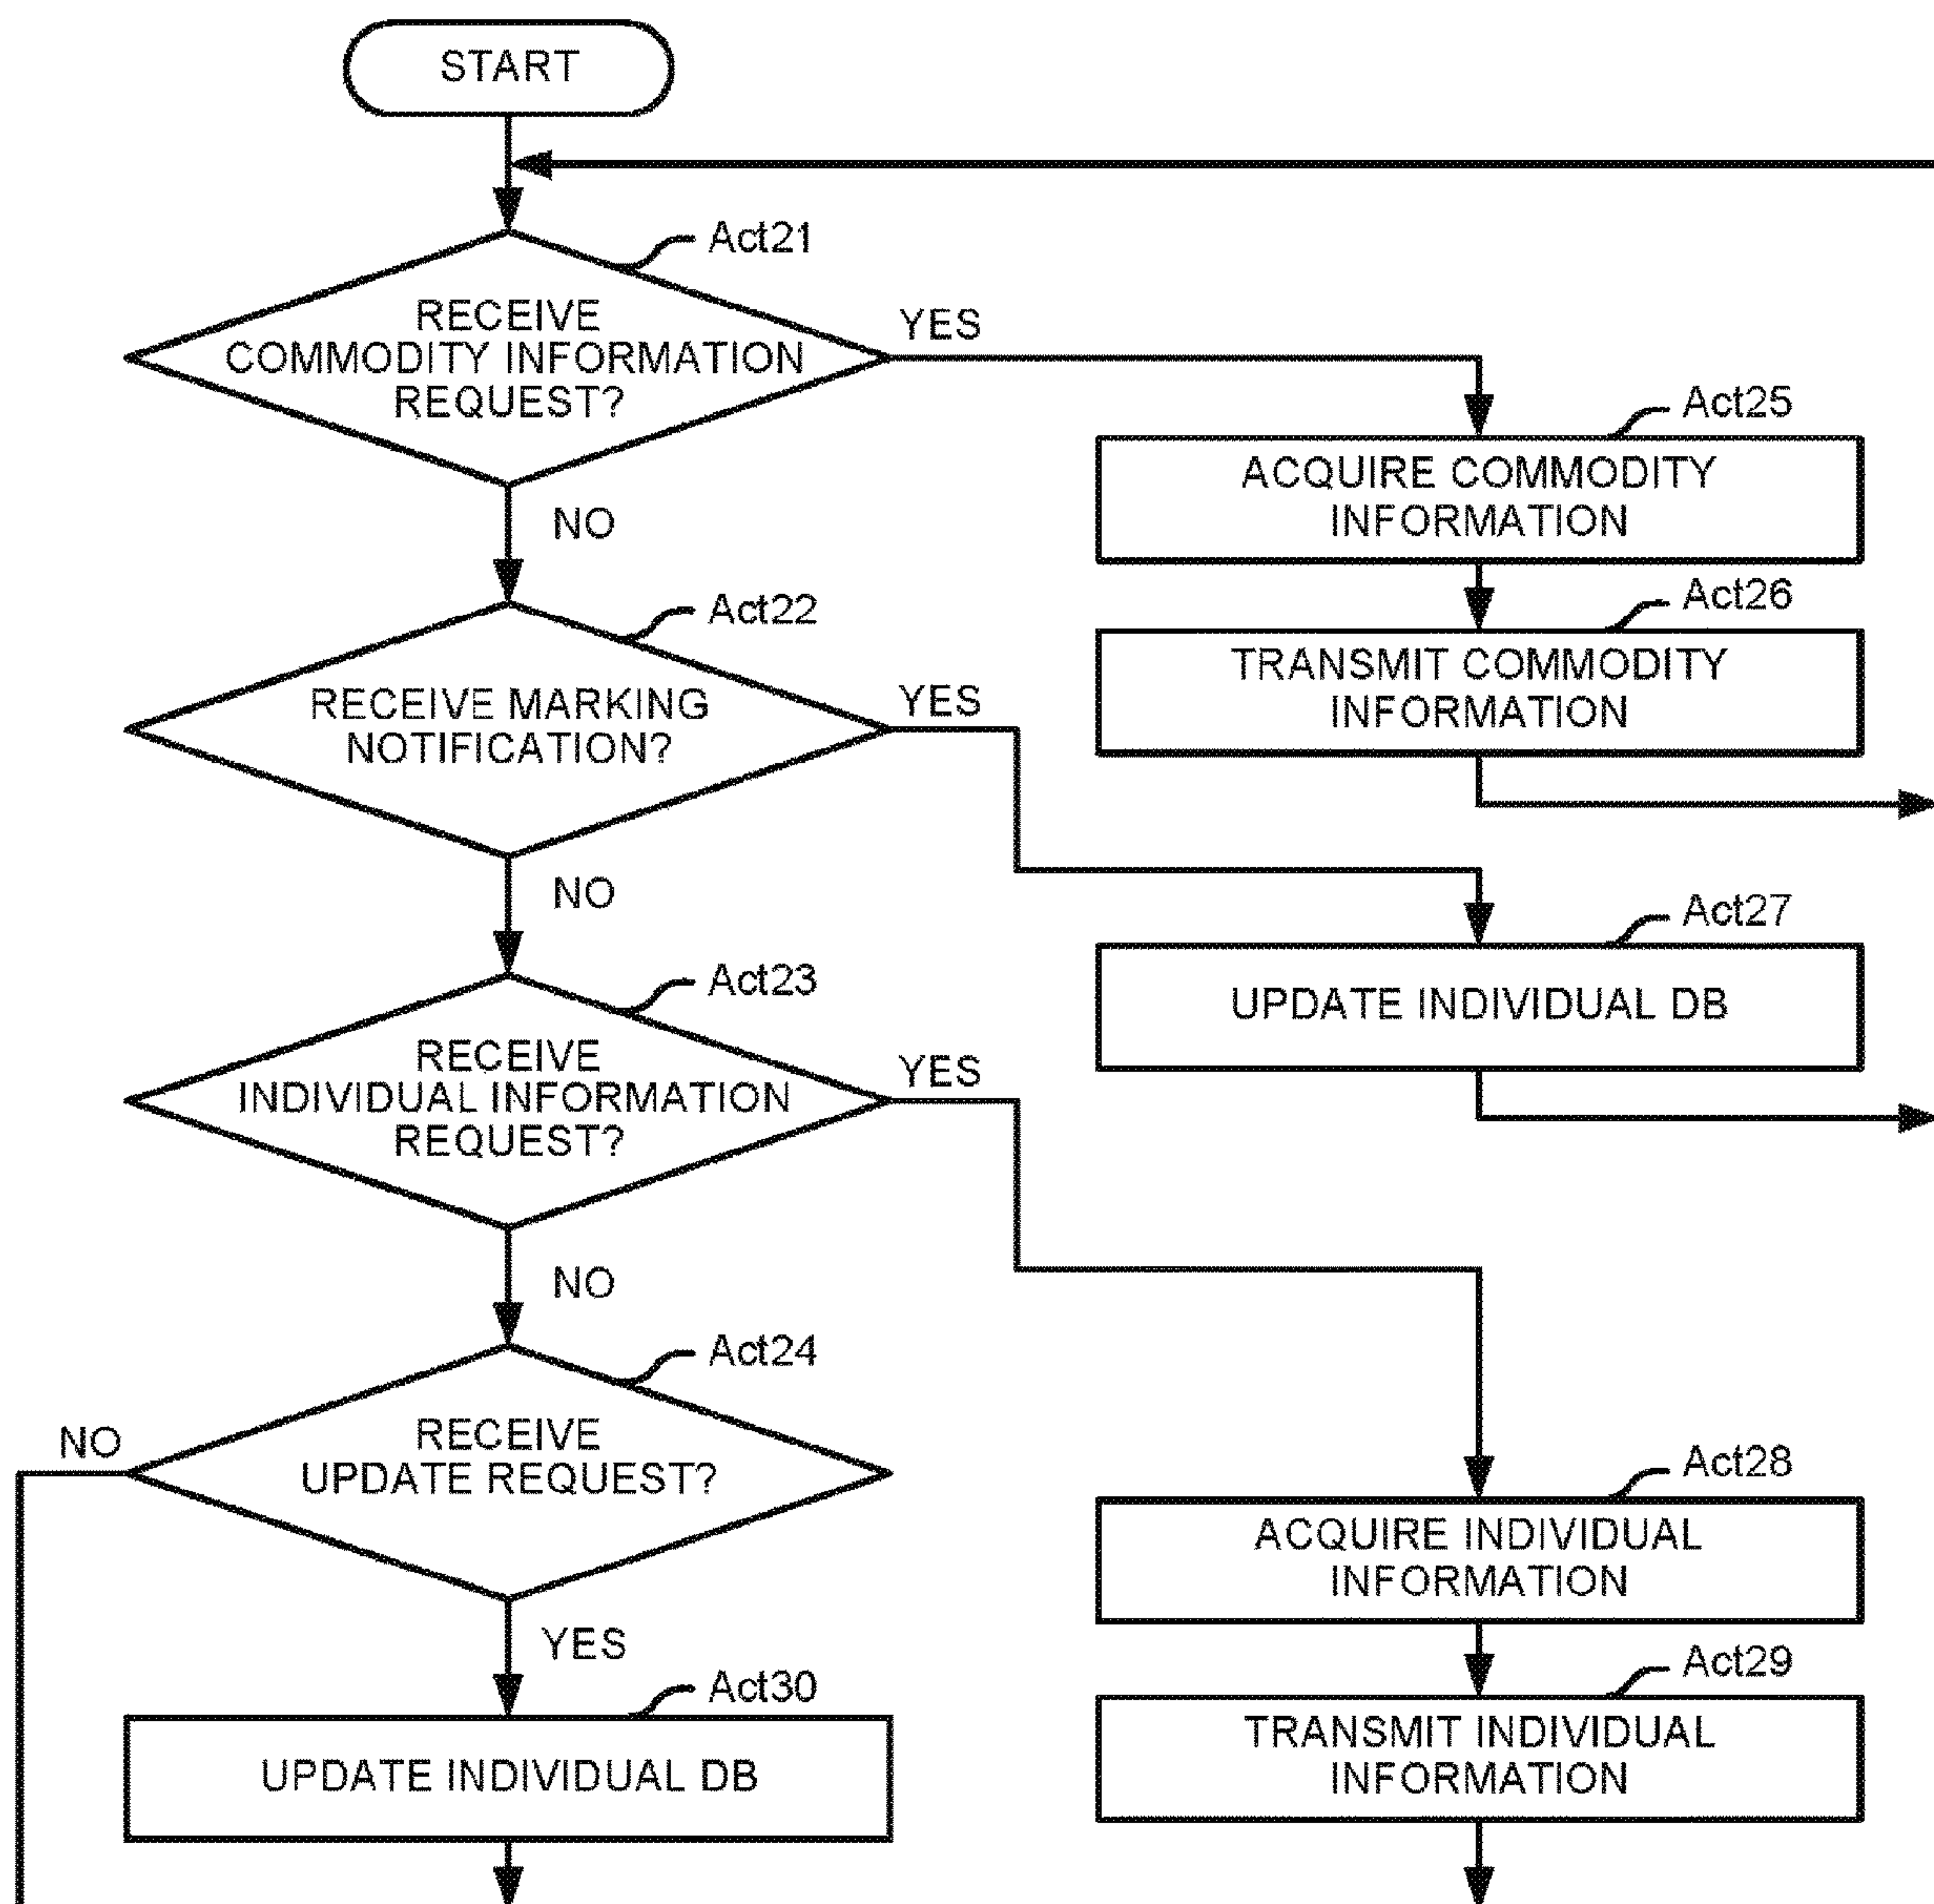 START
Act21
RECEIVE
COMMODITY INFORMATION
REQUEST?
YES
NO
Act25
ACQUIRE COMMODITY
INFORMATION
Act26
TRANSMIT COMMODITY
INFORMATION
Act22
RECEIVE MARKING
NOTIFICATION?
YES
NO
Act27
UPDATE INDIVIDUAL DB
Act23
RECEIVE
INDIVIDUAL INFORMATION
REQUEST?
YES
NO
Act24
RECEIVE
UPDATE REQUEST?
NO
YES
Act28
ACQUIRE INDIVIDUAL
INFORMATION
Act29
TRANSMIT INDIVIDUAL
INFORMATION
Act30
UPDATE INDIVIDUAL DB